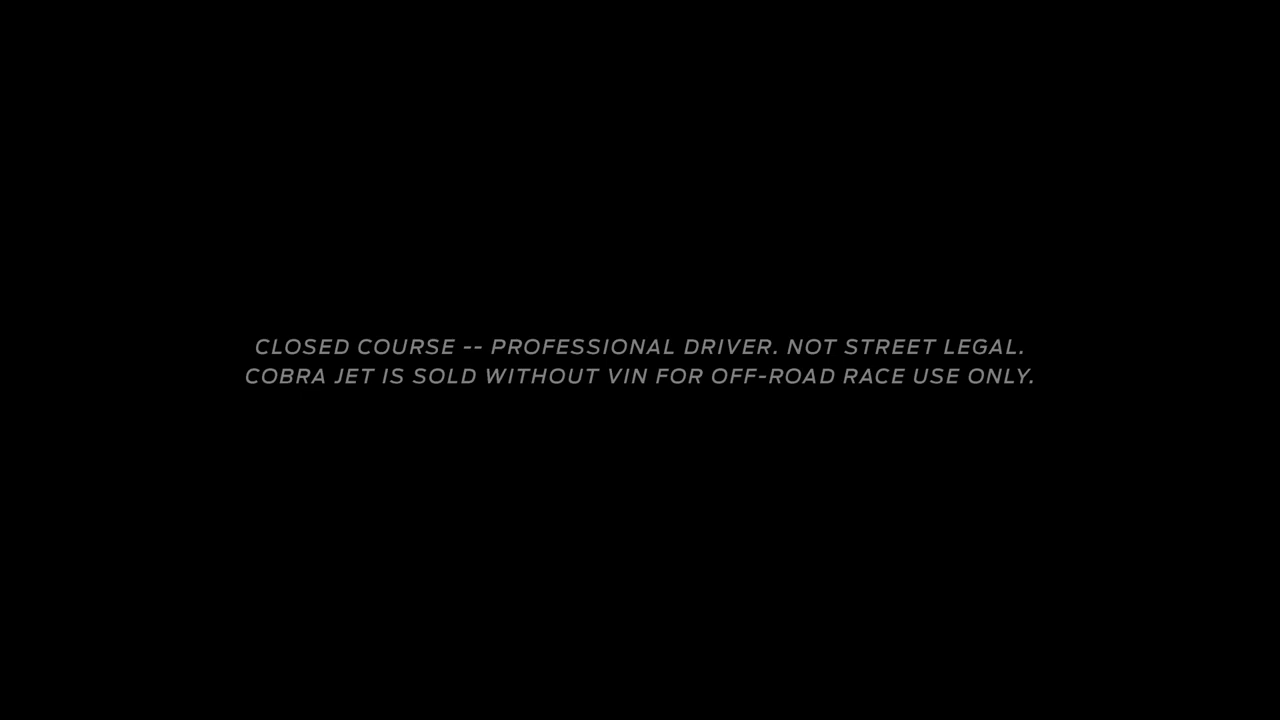 CLOSED COURSE -- PROFESSIONAL DRIVER. NOT STREET LEGAL.
COBRA JET IS SOLD WITHOUT VIN FOR OFF-ROAD RACE USE ONLY.